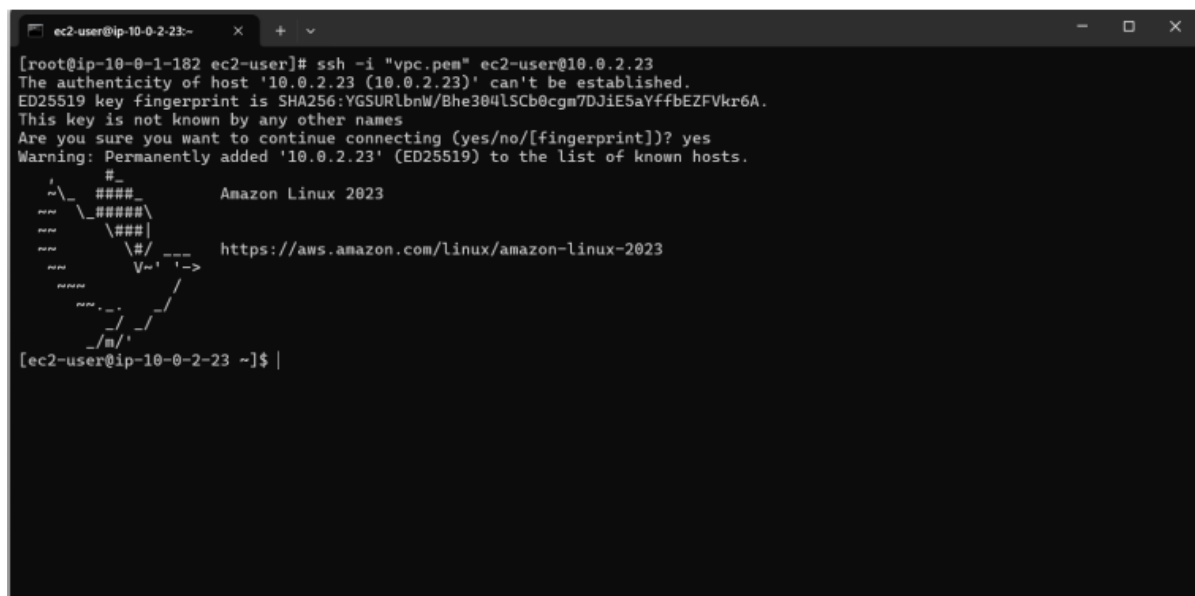 ec2-user@ip-10-0-2-23:~
[root@ip-10-0-1-182 ec2-user]# ssh -i "vpc.pem" ec2-user@10.0.2.23
The authenticity of host '10.0.2.23 (10.0.2.23)' can't be established.
ED25519 key fingerprint is SHA256:YGSURlbnW/Bhe304lSCb0cgm7DJiE5aYffbEZFVkr6A.
This key is not known by any other names
Are you sure you want to continue connecting (yes/no/[fingerprint])? yes
Warning: Permanently added '10.0.2.23' (ED25519) to the list of known hosts.
   ,     #_
   ~\_  ####_        Amazon Linux 2023
  ~~  \_#####\
  ~~     \###|
  ~~       \#/ ___   https://aws.amazon.com/linux/amazon-linux-2023
   ~~       V~' '->
    ~~~         /
      ~~._.   _/
         _/ _/
       _/m/'
[ec2-user@ip-10-0-2-23 ~]$